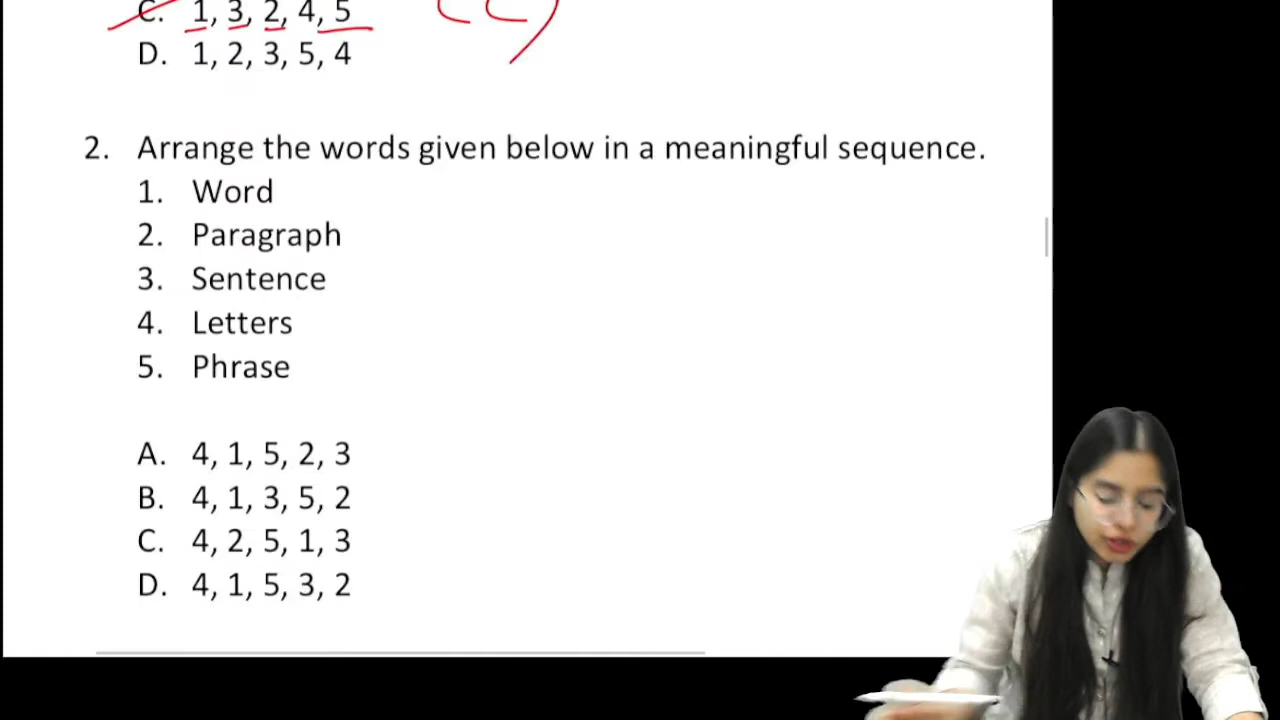 C. 1, 3, 2, 4, 5 (C)
D. 1, 2, 3, 5, 4
2. Arrange the words given below in a meaningful sequence.
1. Word
2. Paragraph
3. Sentence
4. Letters
5. Phrase
A. 4, 1, 5, 2, 3
B. 4, 1, 3, 5, 2
C. 4, 2, 5, 1, 3
D. 4, 1, 5, 3, 2